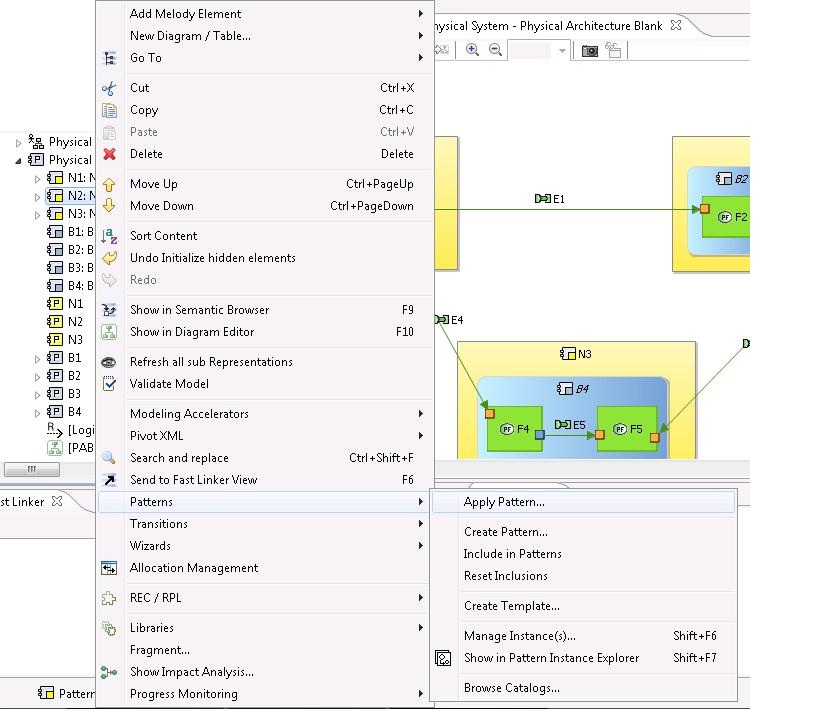 Add Melody Element
New Diagram / Table...
Go To
Cut Ctrl+X
Copy Ctrl+C
Paste Ctrl+V
Delete Delete
Move Up Ctrl+PageUp
Move Down Ctrl+PageDown
Sort Content
Undo Initialize hidden elements
Redo
Show in Semantic Browser F9
Show in Diagram Editor F10
Refresh all sub Representations
Validate Model
Modeling Accelerators
Pivot XML
Search and replace Ctrl+Shift+F
Send to Fast Linker View F6
Patterns
Transitions
Wizards
Allocation Management
REC / RPL
Libraries
Fragment...
Show Impact Analysis...
Progress Monitoring
Apply Pattern...
Create Pattern...
Include in Patterns
Reset Inclusions
Create Template...
Manage Instance(s)... Shift+F6
Show in Pattern Instance Explorer Shift+F7
Browse Catalogs...
Physical
Physical
N1: N
N2: N
N3: N
B1: B
B2: B
B3: B
B4: B
N1
N2
N3
B1
B2
B3
B4
[Logi
[PAB
st Linker
Pattern
hysical System - Physical Architecture Blank
E1
B2
PF F2
E4
N3
B4
PF F4
E5
PF F5